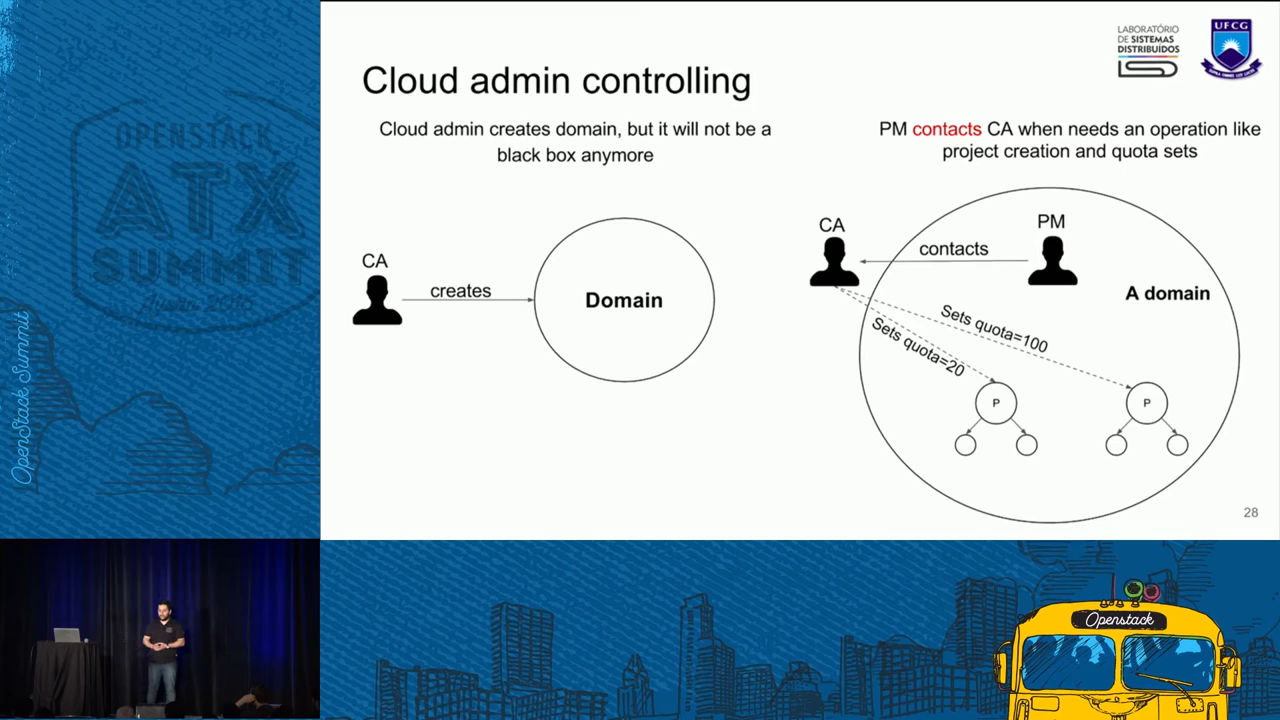 OPENSTACK
ATX
SUMMIT
OpenStack Summit
LABORATÓRIO
DE SISTEMAS
DISTRIBUÍDOS
UFCG
Cloud admin controlling
Cloud admin creates domain, but it will not be a
black box anymore
CA
creates
Domain
PM contacts CA when needs an operation like
project creation and quota sets
CA
PM
contacts
A domain
Sets quota=100
Sets quota=20
P
P
28
Openstack